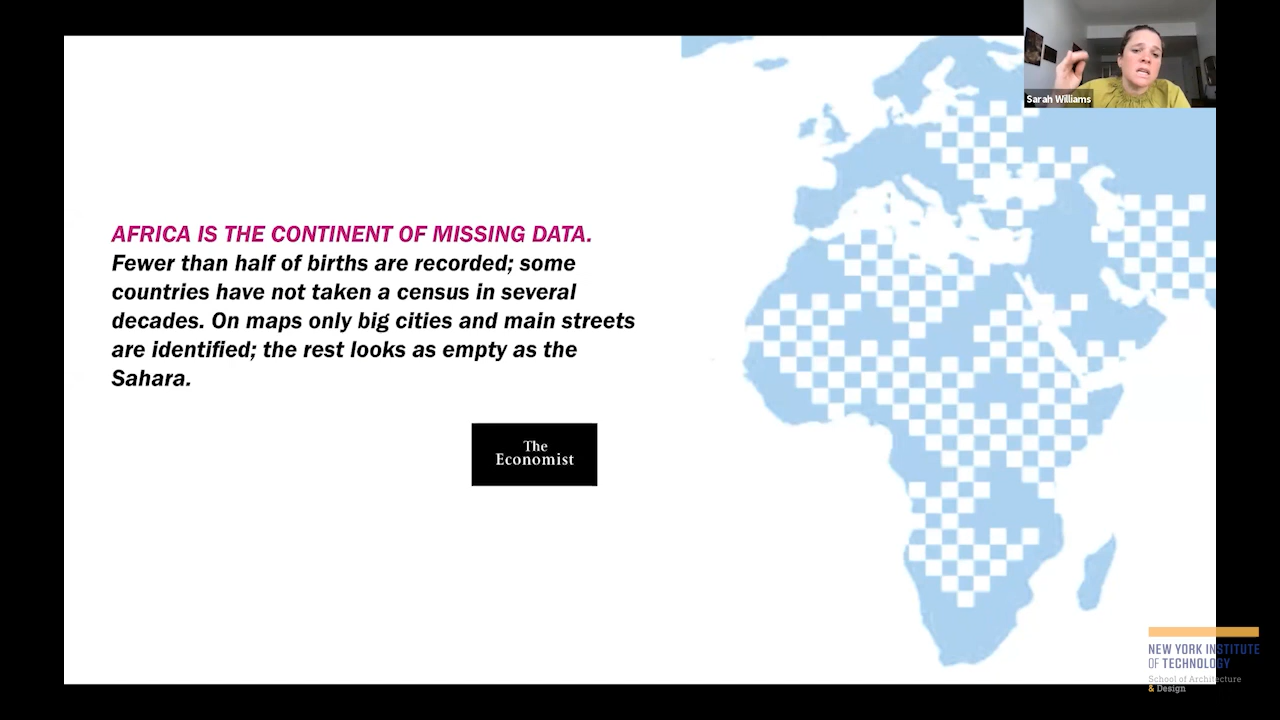 Sarah Williams
AFRICA IS THE CONTINENT OF MISSING DATA.
Fewer than half of births are recorded; some
countries have not taken a census in several
decades. On maps only big cities and main streets
are identified; the rest looks as empty as the
Sahara.
The
Economist
NEW YORK INSTITUTE
OF TECHNOLOGY
School of Architecture
& Design